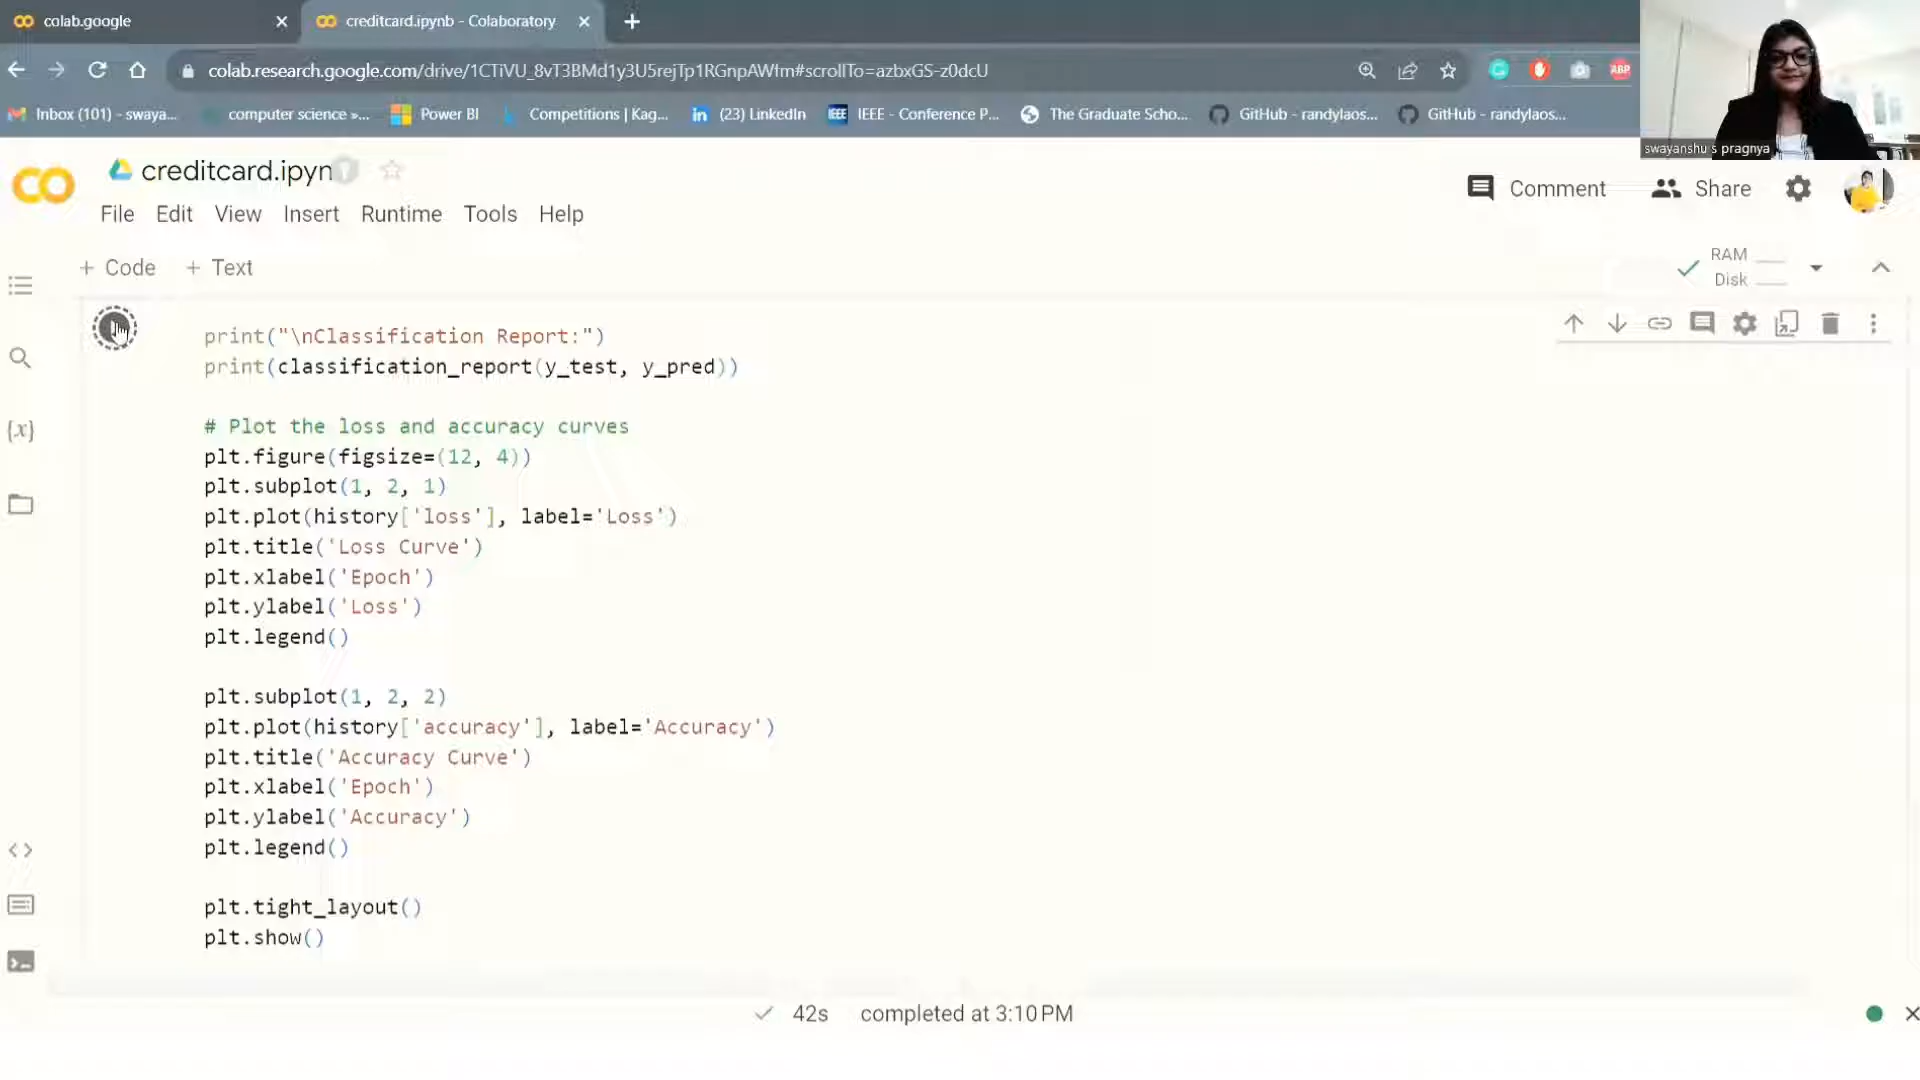 colab.google
creditcard.ipynb - Colaboratory
colab.research.google.com/drive/1CTiVU_8vT3BMd1y3U5rejTp1RGnpAWfm#scrollTo=azbxGS-z0dcU
ABP
Inbox (101) - swaya...
computer science »...
Power BI
Competitions | Kag...
in (23) LinkedIn
IEEE IEEE - Conference P...
The Graduate Scho...
GitHub - randylaos...
GitHub - randylaos...
swayanshu s pragnya
creditcard.ipyn
Comment
Share
File Edit View Insert Runtime Tools Help
+ Code + Text
RAM
Disk
print("\nClassification Report:")
print(classification_report(y_test, y_pred))
# Plot the loss and accuracy curves
plt.figure(figsize=(12, 4))
plt.subplot(1, 2, 1)
plt.plot(history['loss'], label='Loss')
plt.title('Loss Curve')
plt.xlabel('Epoch')
plt.ylabel('Loss')
plt.legend()
plt.subplot(1, 2, 2)
plt.plot(history['accuracy'], label='Accuracy')
plt.title('Accuracy Curve')
plt.xlabel('Epoch')
plt.ylabel('Accuracy')
plt.legend()
plt.tight_layout()
plt.show()
{x}
42s completed at 3:10 PM